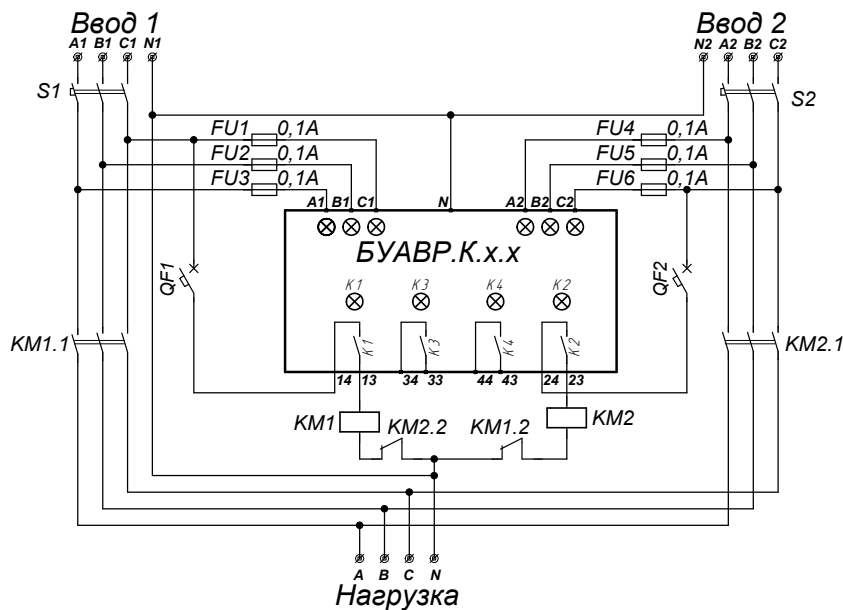 Ввод 1
Ввод 2
A1 B1 C1 N1
N2 A2 B2 C2
S1
S2
FU1 0,1A
FU4 0,1A
FU2 0,1A
FU5 0,1A
FU3 0,1A
FU6 0,1A
A1 B1 C1 N A2 B2 C2
БУАВР.К.х.х
QF1
QF2
K1 K3 K4 K2
K1 K3 K4 K2
KM1.1
KM2.1
14 13 34 33 44 43 24 23
KM1
KM2.2
KM1.2
KM2
A B C N
Нагрузка